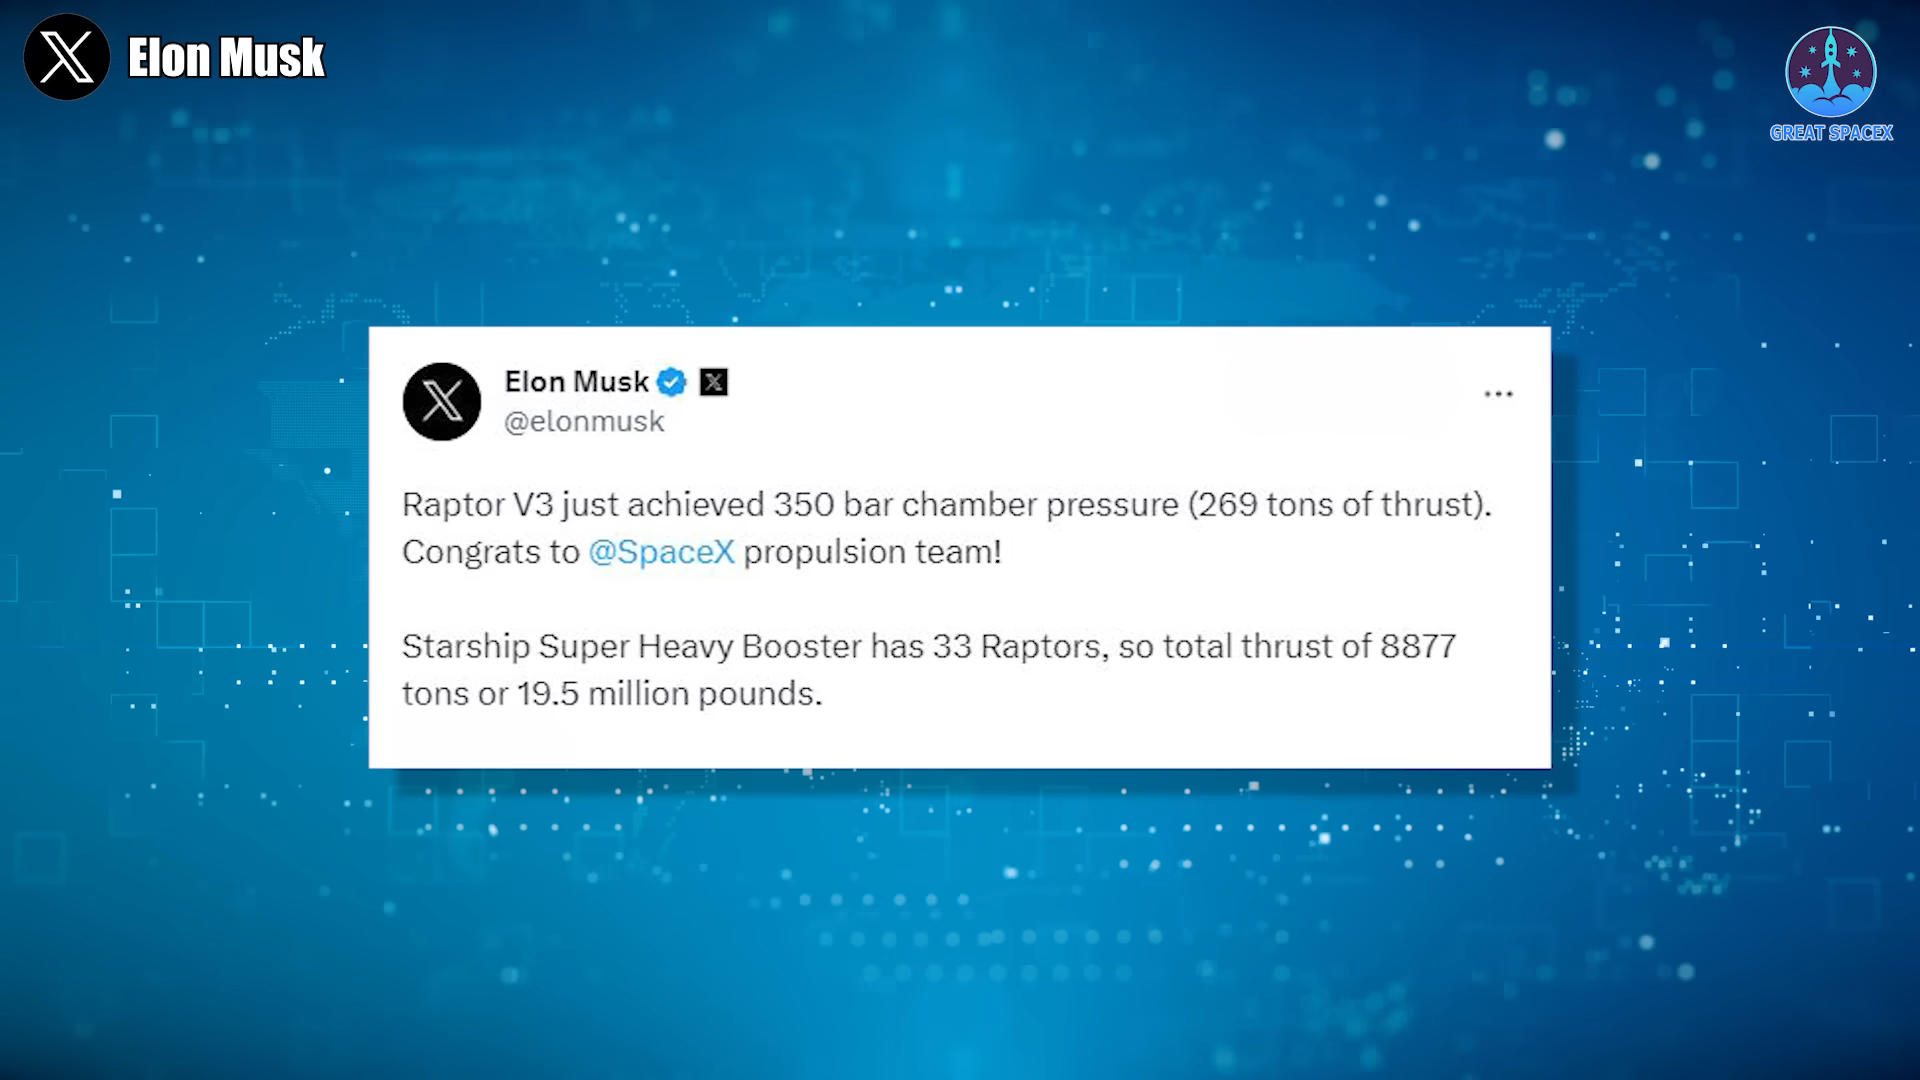 Elon Musk
GREAT SPACEX
Elon Musk
@elonmusk
Raptor V3 just achieved 350 bar chamber pressure (269 tons of thrust).
Congrats to @SpaceX propulsion team!
Starship Super Heavy Booster has 33 Raptors, so total thrust of 8877
tons or 19.5 million pounds.